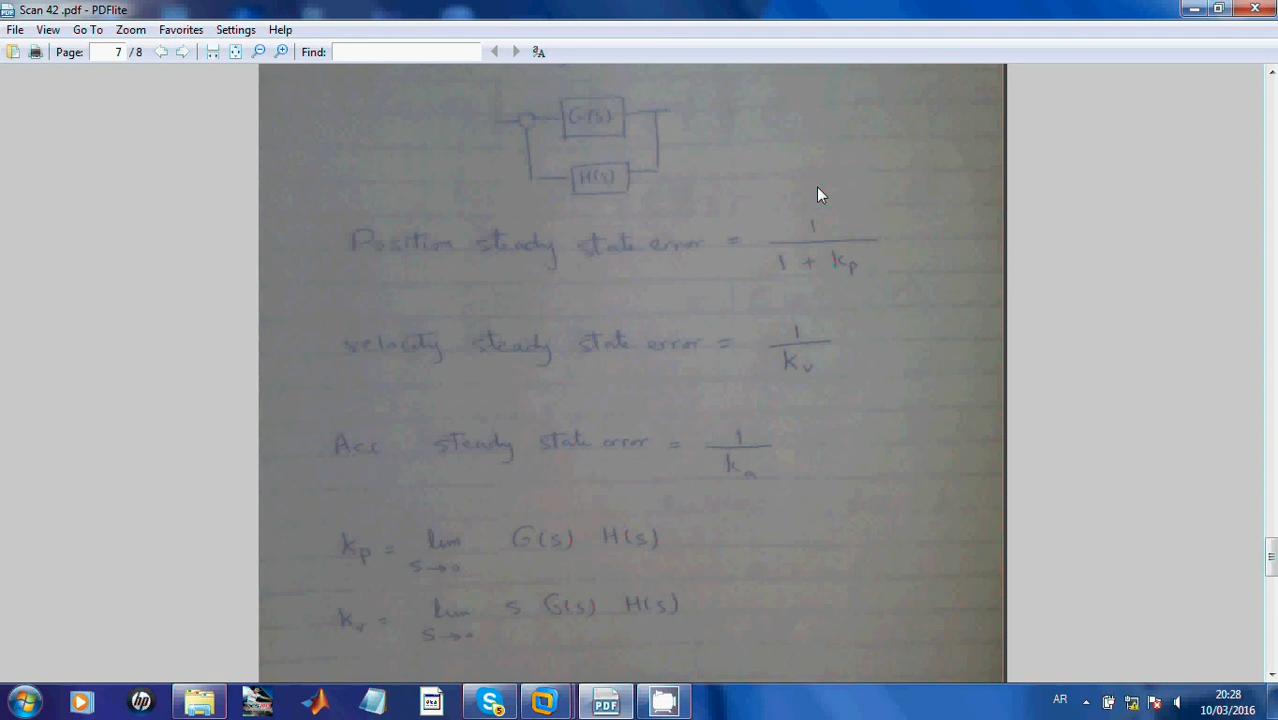 Scan 42 .pdf - PDFlite
File View Go To Zoom Favorites Settings Help
Page: 7 / 8 Find:
G(s)
H(s)
Position steady state error = 1 / 1 + kp
velocity steady state error = 1 / kv
Acc steady state error = 1 / ka
kp = lim s→0 G(s) H(s)
kv = lim s→0 s G(s) H(s)
AR 20:28
10/03/2016